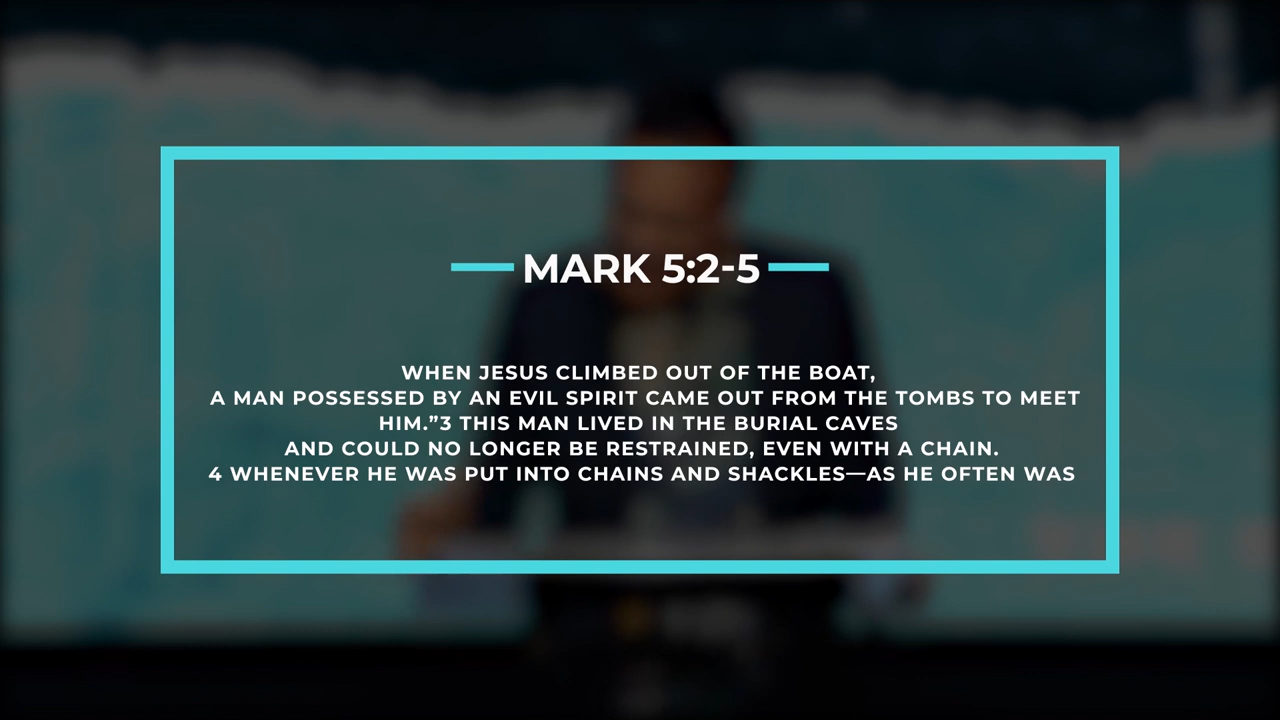 MARK 5:2-5
WHEN JESUS CLIMBED OUT OF THE BOAT,
A MAN POSSESSED BY AN EVIL SPIRIT CAME OUT FROM THE TOMBS TO MEET
HIM.”3 THIS MAN LIVED IN THE BURIAL CAVES
AND COULD NO LONGER BE RESTRAINED, EVEN WITH A CHAIN.
4 WHENEVER HE WAS PUT INTO CHAINS AND SHACKLES—AS HE OFTEN WAS